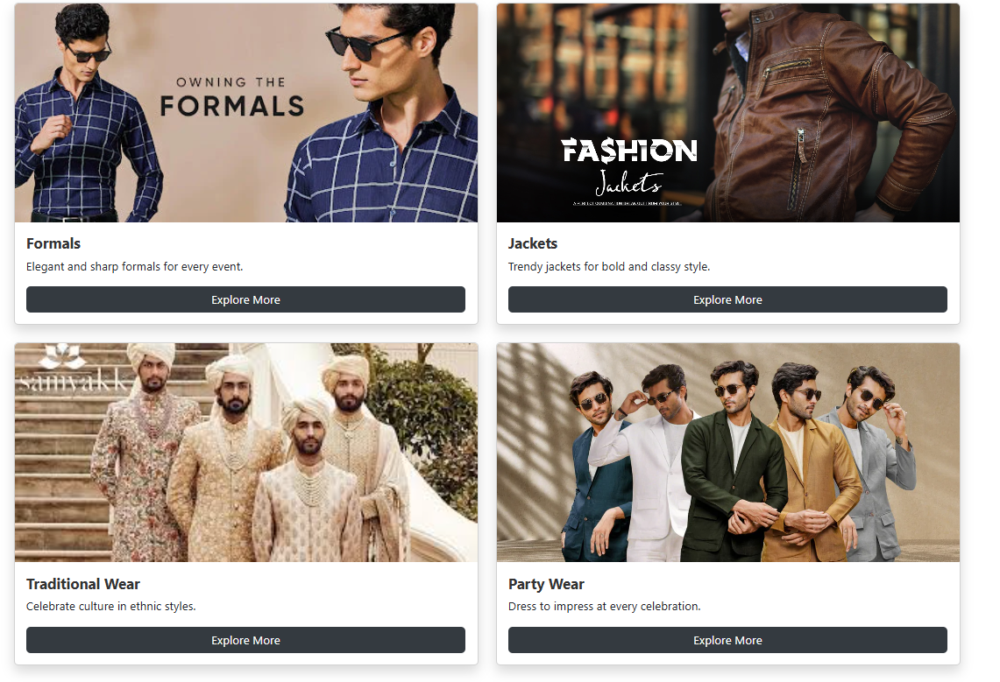 OWNING THE
FORMALS
FA$HION
Jackets
Formals
Elegant and sharp formals for every event.
Explore More
Jackets
Trendy jackets for bold and classy style.
Explore More
samyakk
Traditional Wear
Celebrate culture in ethnic styles.
Explore More
Party Wear
Dress to impress at every celebration.
Explore More